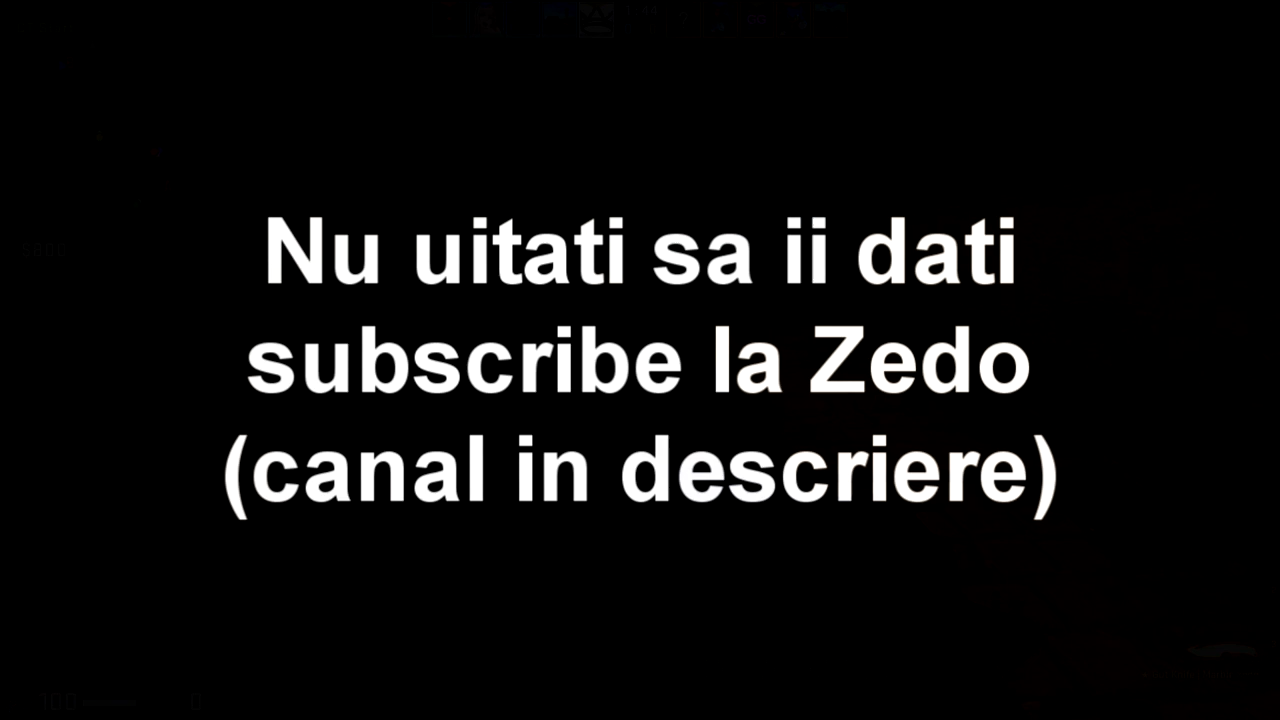 Nu uitati sa ii dati
subscribe la Zedo
(canal in descriere)